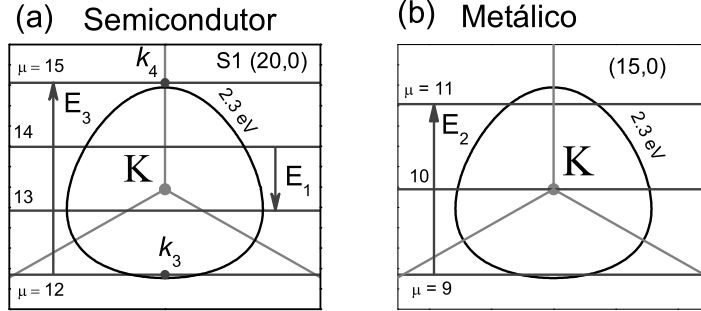 (a) Semicondutor
μ = 15
k4
S1 (20,0)
E3
2.3 eV
14
K
E1
13
k3
μ = 12
(b) Metálico
(15,0)
μ = 11
2.3 eV
E2
K
10
μ = 9